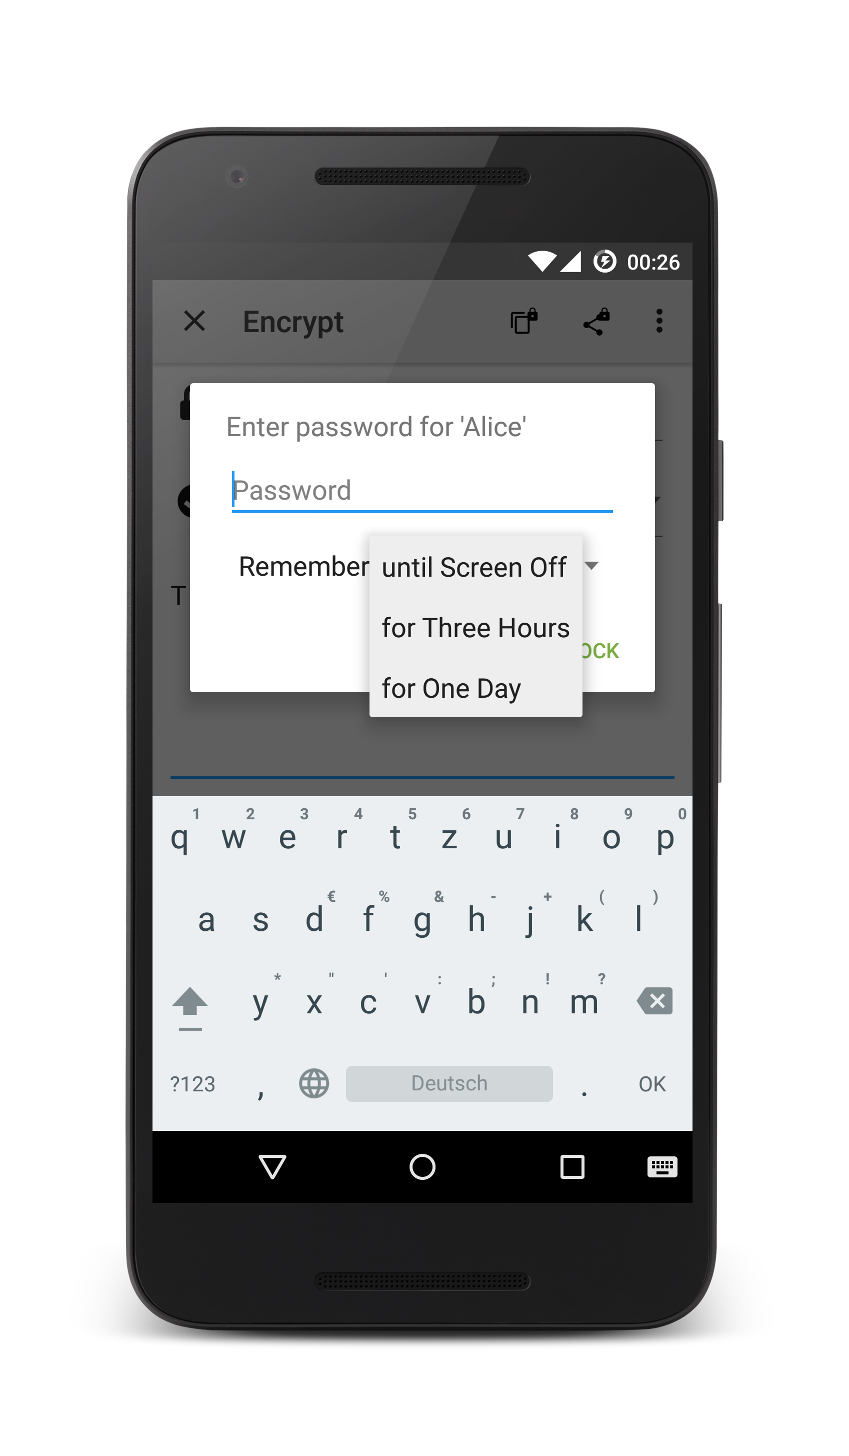 00:26
Encrypt
Enter password for 'Alice'
Password
Remember until Screen Off
T
for Three Hours
OCK
for One Day
1 2 3 4 5 6 7 8 9 0
q w e r t z u i o p
€ % & - + ( )
a s d f g h j k l
* " ' : ; ! ?
y x c v b n m
?123 , Deutsch . OK